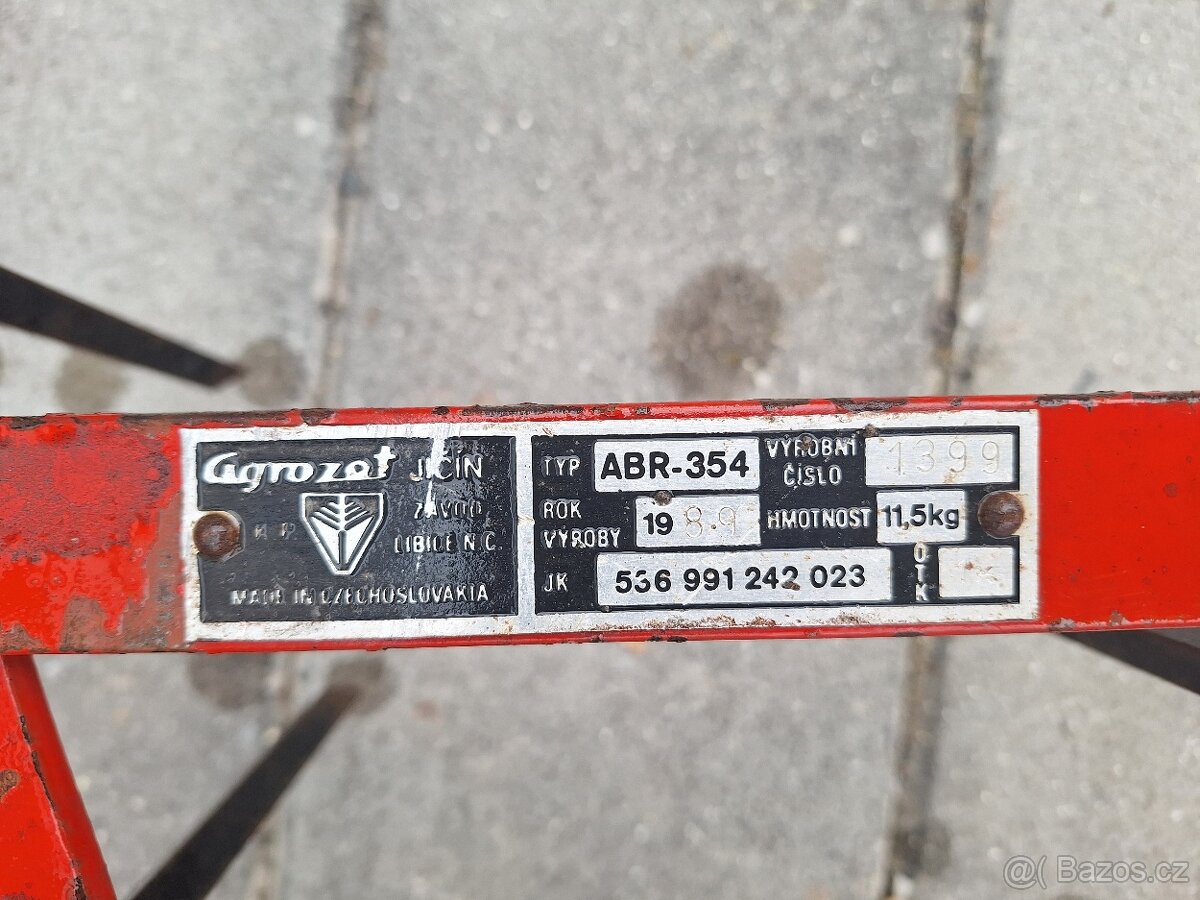 Agrozet JIČÍN
K P ZÁVOD
LIBICE N.C.
MADE IN CZECHOSLOVAKIA
TYP ABR-354 VÝROBNÍ ČÍSLO 1399
ROK VÝROBY 1989 HMOTNOST 11,5kg
JK 536 991 242 023 OTK
@ Bazos.cz